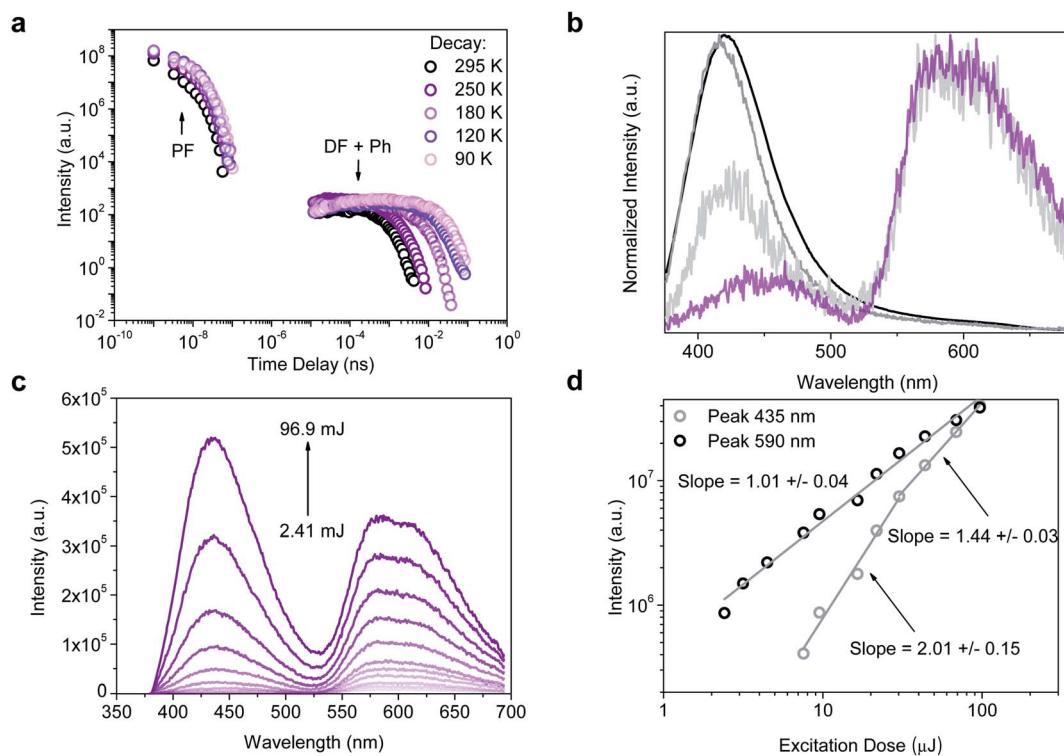 a
Decay:
295 K
250 K
180 K
120 K
90 K
PF
DF + Ph
Intensity (a.u.)
10^8
10^6
10^4
10^2
10^0
10^-2
10^-10
10^-8
10^-6
10^-4
10^-2
10^0
Time Delay (ns)
b
Normalized Intensity (a.u.)
400
500
600
Wavelength (nm)
c
96.9 mJ
2.41 mJ
Intensity (a.u.)
6x10^5
5x10^5
4x10^5
3x10^5
2x10^5
1x10^5
0
350
400
450
500
550
600
650
700
Wavelength (nm)
d
Peak 435 nm
Peak 590 nm
Slope = 1.01 +/- 0.04
Slope = 1.44 +/- 0.03
Slope = 2.01 +/- 0.15
Intensity (a.u.)
10^7
10^6
1
10
100
Excitation Dose (μJ)